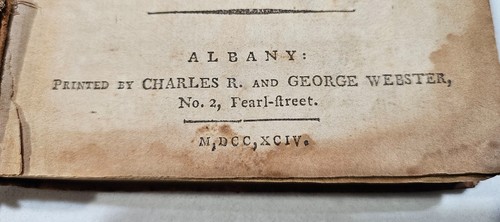 ALBANY:
PRINTED BY CHARLES R. AND GEORGE WEBSTER,
No. 2, Pearl-ſtreet.
M,DCC,XCIV.